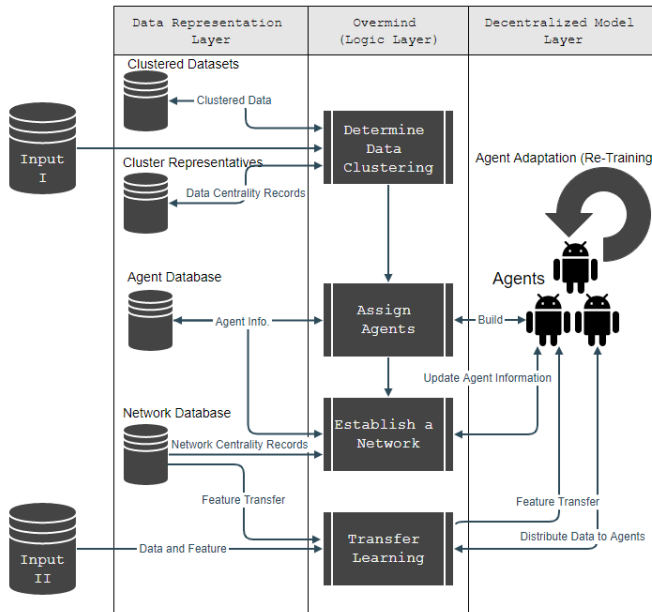 Data Representation
Layer
Overmind
(Logic Layer)
Decentralized Model
Layer
Clustered Datasets
Clustered Data
Input
I
Determine
Data
Clustering
Cluster Representatives
Data Centrality Records
Agent Adaptation (Re-Training
Agent Database
Agents
Agent Info.
Assign
Agents
Build
Update Agent Information
Network Database
Establish a
Network
Network Centrality Records
Feature Transfer
Feature Transfer
Input
II
Data and Feature
Transfer
Learning
Distribute Data to Agents